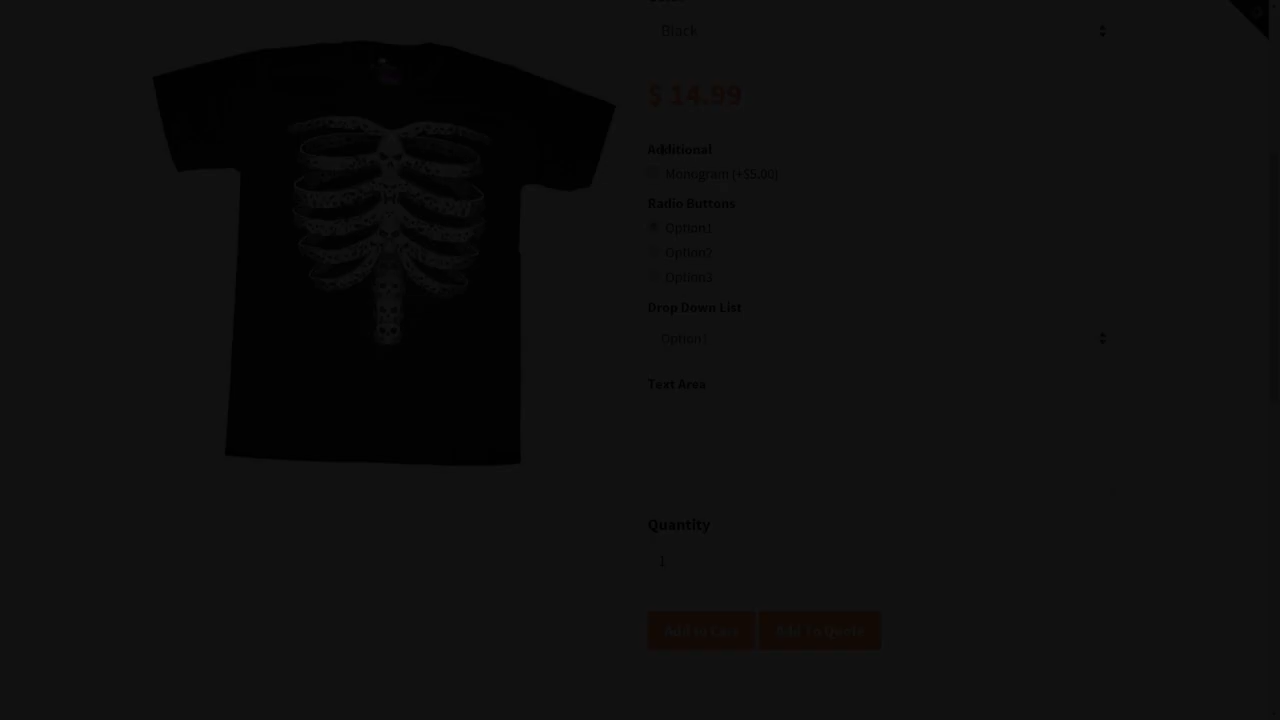 Black
$ 14.99
Additional
Monogram (+$5.00)
Radio Buttons
Option1
Option2
Option3
Drop Down List
Option1
Text Area
Quantity
1
Add to Cart
Add To Quote